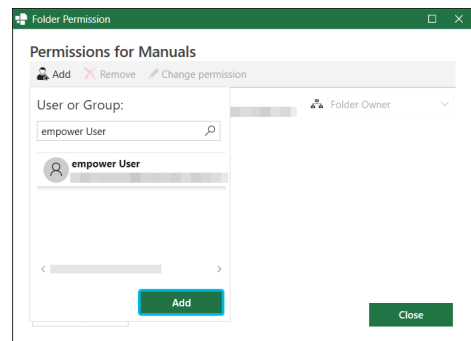 Folder Permission
Permissions for Manuals
Add Remove Change permission
User or Group:
Folder Owner
empower User
empower User
Add
Close